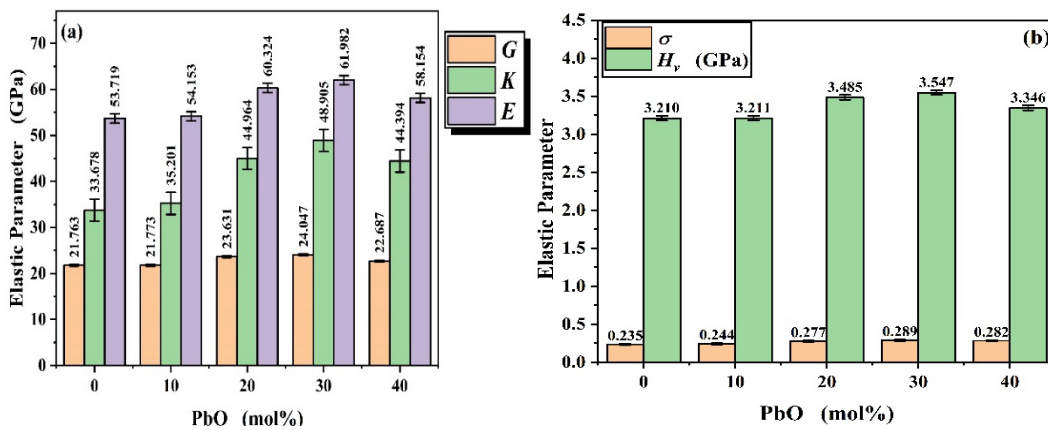 (a)
G
K
E
Elastic Parameter (GPa)
70
60
50
40
30
20
10
0
21.763
33.678
53.719
21.773
35.201
54.153
23.631
44.964
60.324
24.047
48.905
61.982
22.687
44.394
58.154
0 10 20 30 40
PbO (mol%)
(b)
σ
Hᵥ (GPa)
Elastic Parameter
4.5
4.0
3.5
3.0
2.5
2.0
1.5
1.0
0.5
0.0
3.210 3.211 3.485 3.547 3.346
0.235 0.244 0.277 0.289 0.282
0 10 20 30 40
PbO (mol%)